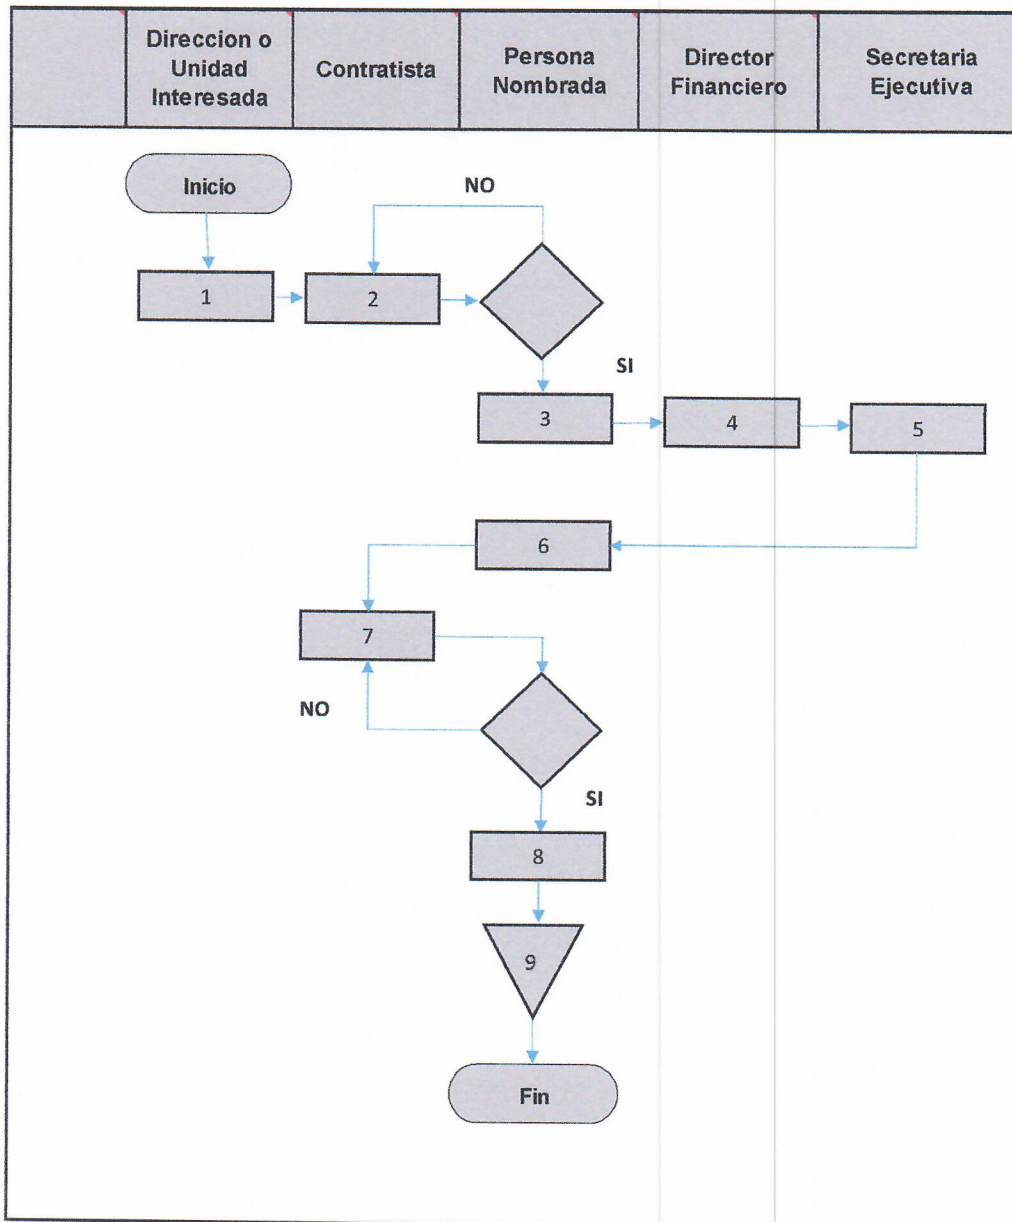 Direccion o
Unidad
Interesada
Contratista
Persona
Nombrada
Director
Financiero
Secretaria
Ejecutiva
Inicio
NO
1
2
SI
3
4
5
6
7
NO
SI
8
9
Fin